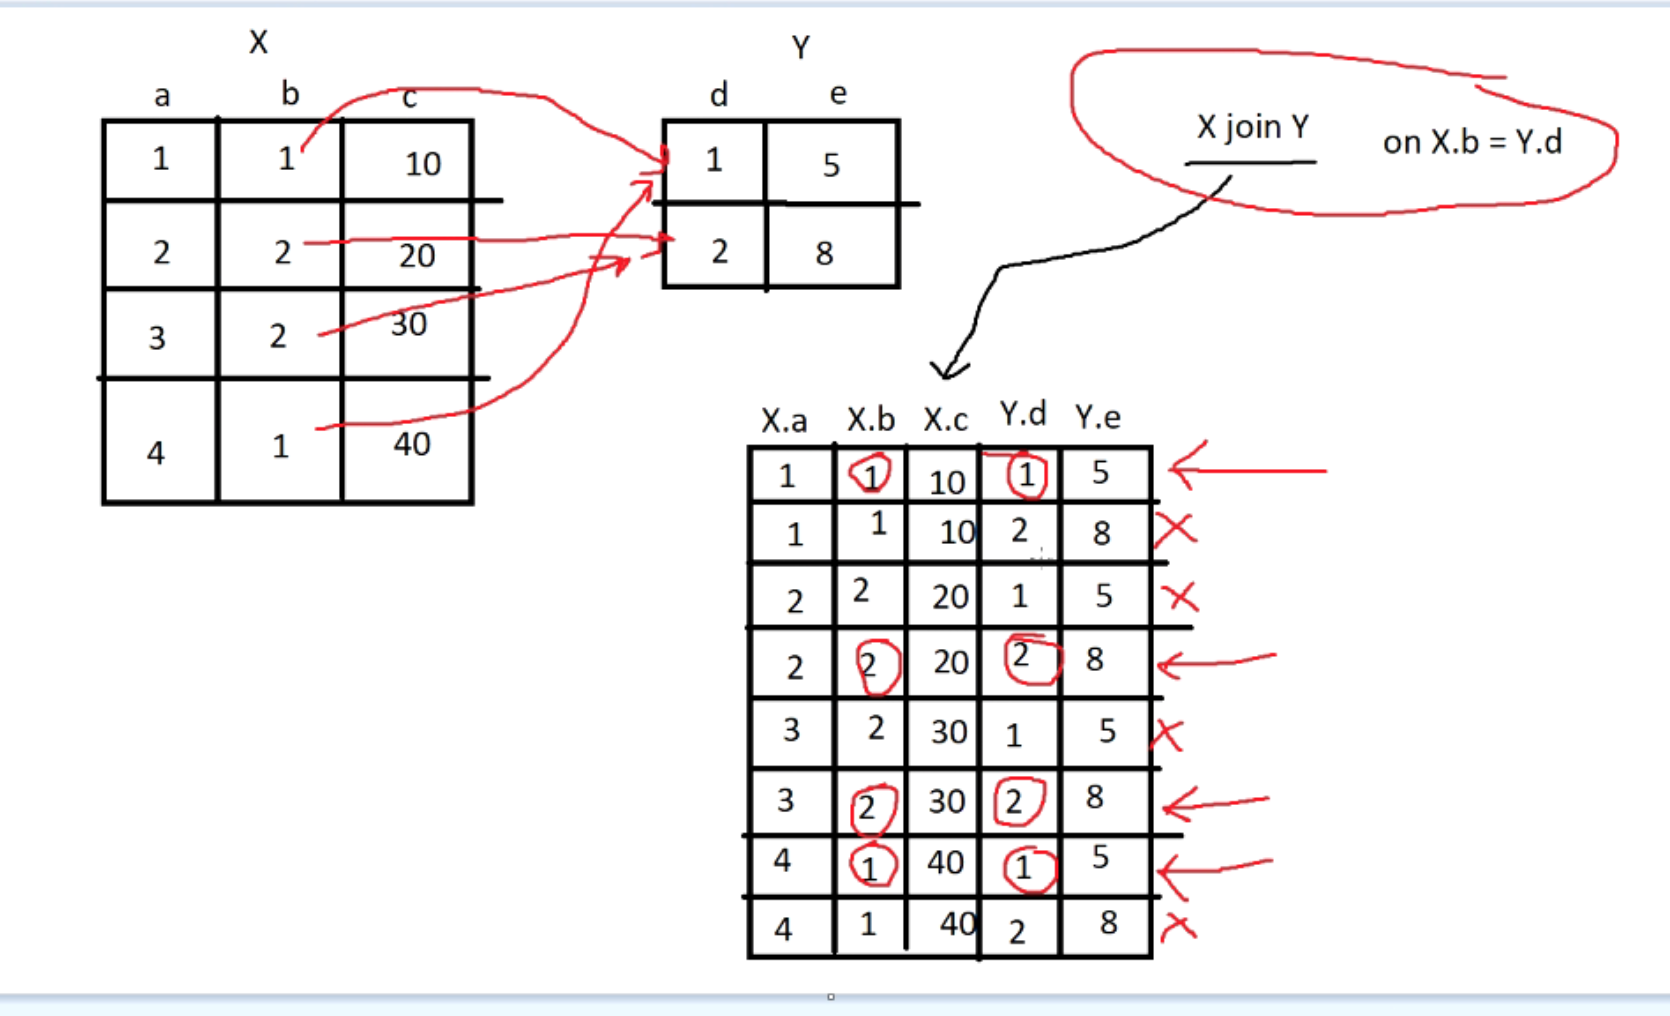 X
a b c
1 1 10
2 2 20
3 2 30
4 1 40
Y
d e
1 5
2 8
X join Y on X.b = Y.d
X.a X.b X.c Y.d Y.e
1 1 10 1 5
1 1 10 2 8
2 2 20 1 5
2 2 20 2 8
3 2 30 1 5
3 2 30 2 8
4 1 40 1 5
4 1 40 2 8